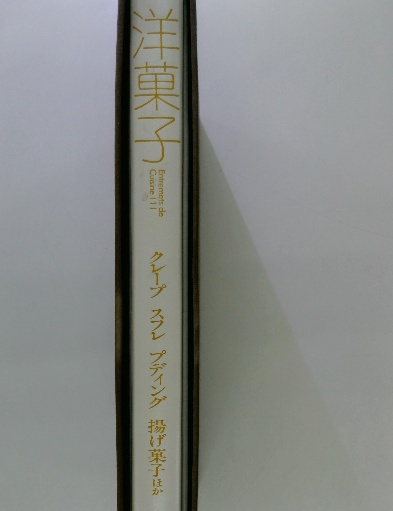 洋菓子
Entremets de
Cuisine 111
クレープ スフレ プディング 揚げ菓子ほか